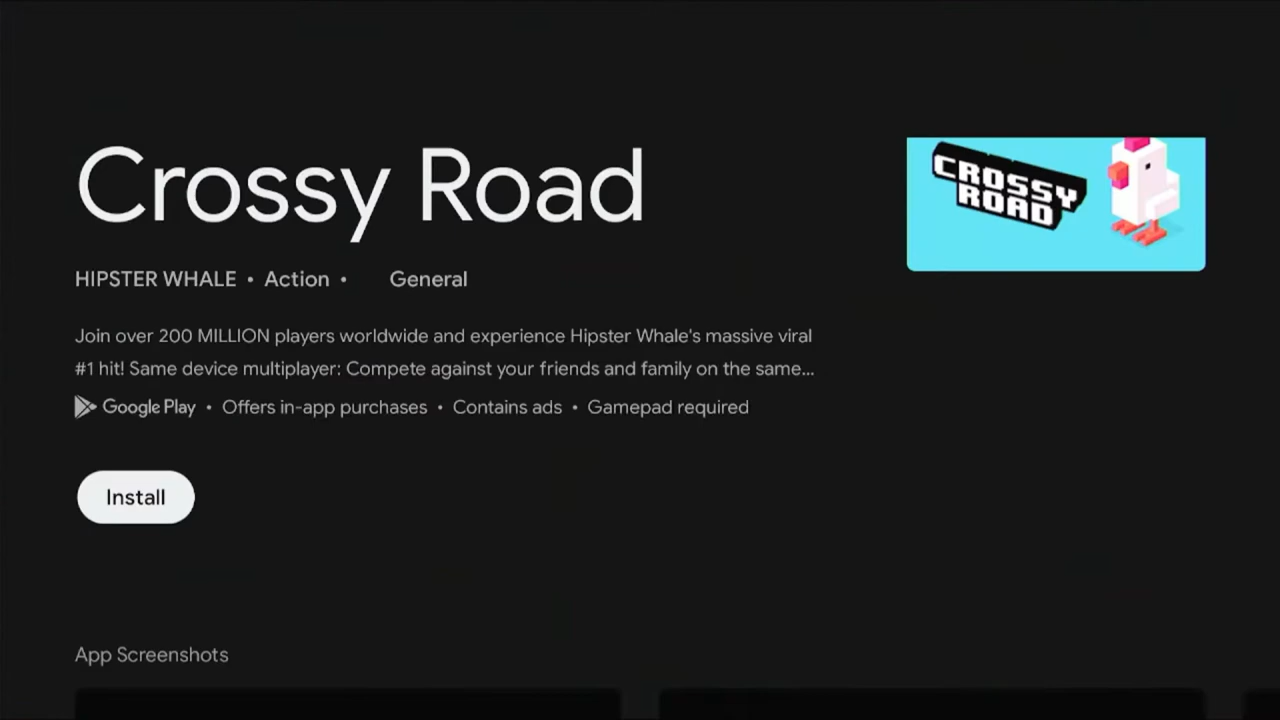 Crossy Road
CROSSY
ROAD
HIPSTER WHALE • Action • General
Join over 200 MILLION players worldwide and experience Hipster Whale's massive viral
#1 hit! Same device multiplayer: Compete against your friends and family on the same...
Google Play • Offers in-app purchases • Contains ads • Gamepad required
Install
App Screenshots